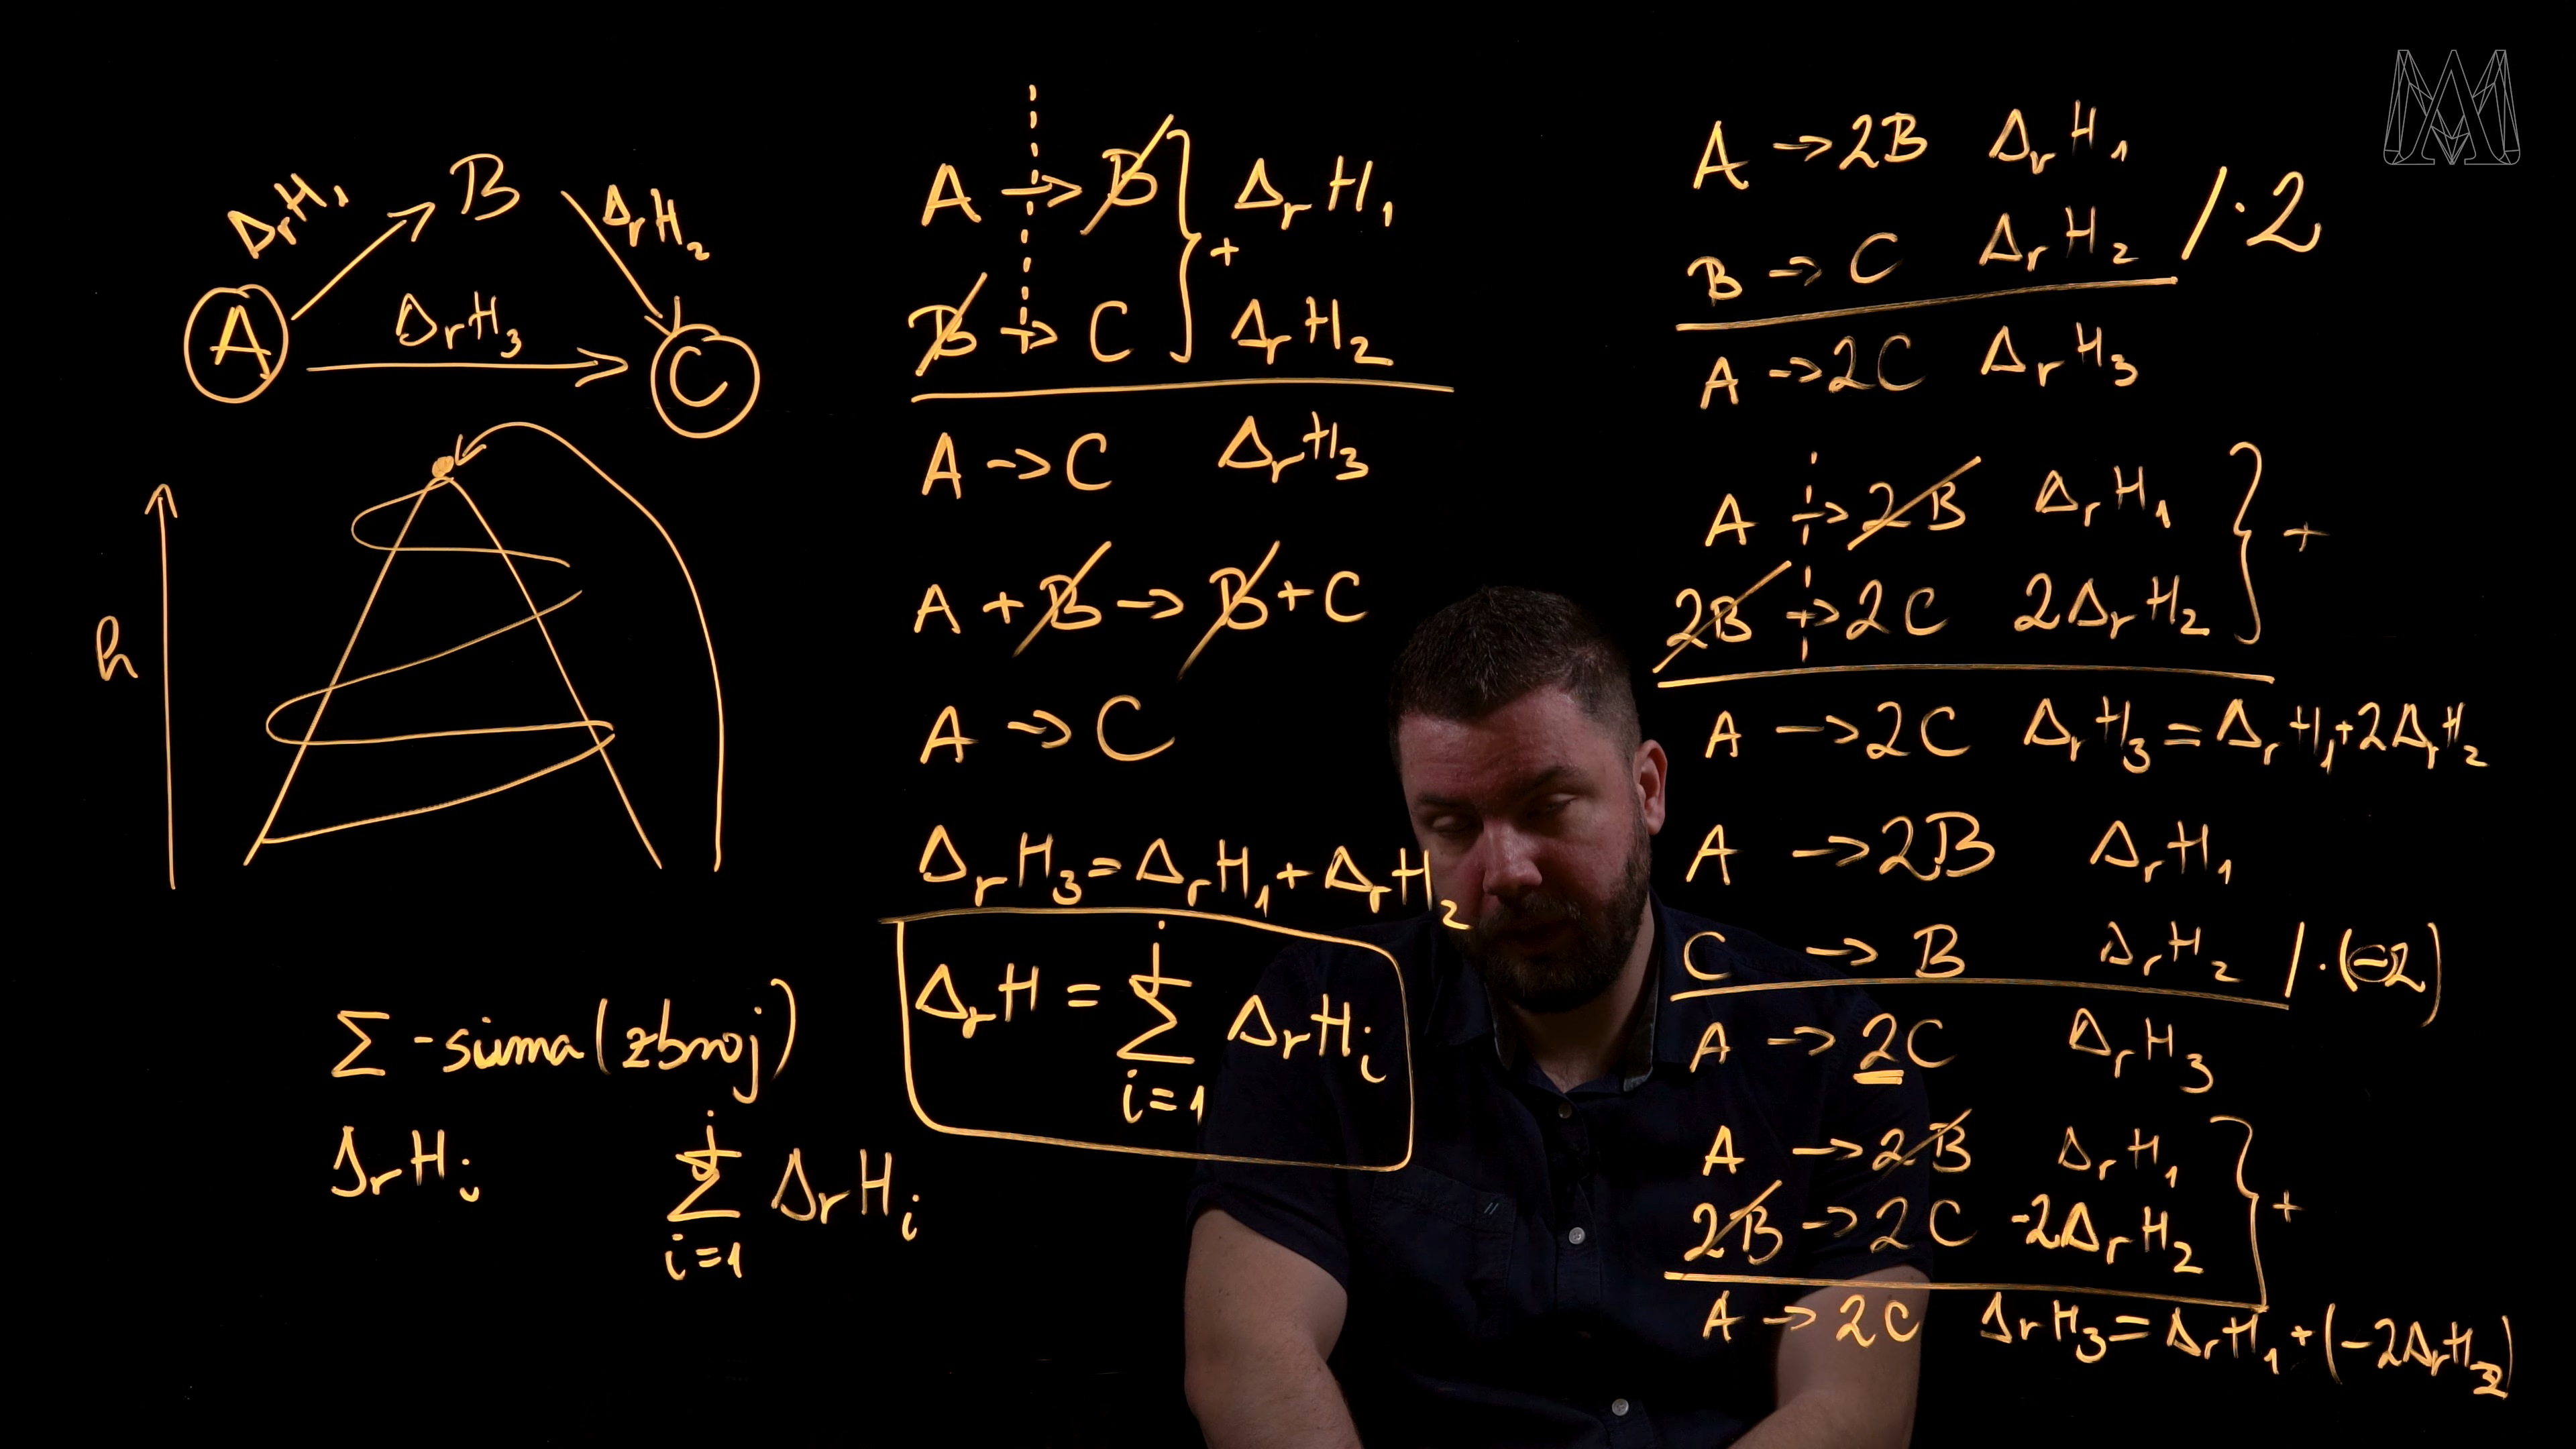 ΔrH₁
B
ΔrH₂
A
ΔrH₃
C
h
Σ - suma (zbroj)
ΔrHᵢ
j
Σ ΔrHᵢ
i=1
A → B } ΔrH₁
+
B → C } ΔrH₂
A → C ΔrH₃
A + B → B + C
A → C
ΔrH₃ = ΔrH₁ + ΔrH₂
j
ΔrH = Σ ΔrHᵢ
i=1
A → 2B ΔrH₁
/·2
B → C ΔrH₂
A → 2C ΔrH₃
A → 2B ΔrH₁ }
+
2B → 2C 2ΔrH₂
A → 2C ΔrH₃ = ΔrH₁ + 2ΔrH₂
A → 2B ΔrH₁
C → B ΔrH₂ /·(-2)
A → 2C ΔrH₃
A → 2B ΔrH₁ }
+
2B → 2C -2ΔrH₂
A → 2C ΔrH₃ = ΔrH₁ + (-2ΔrH₂)